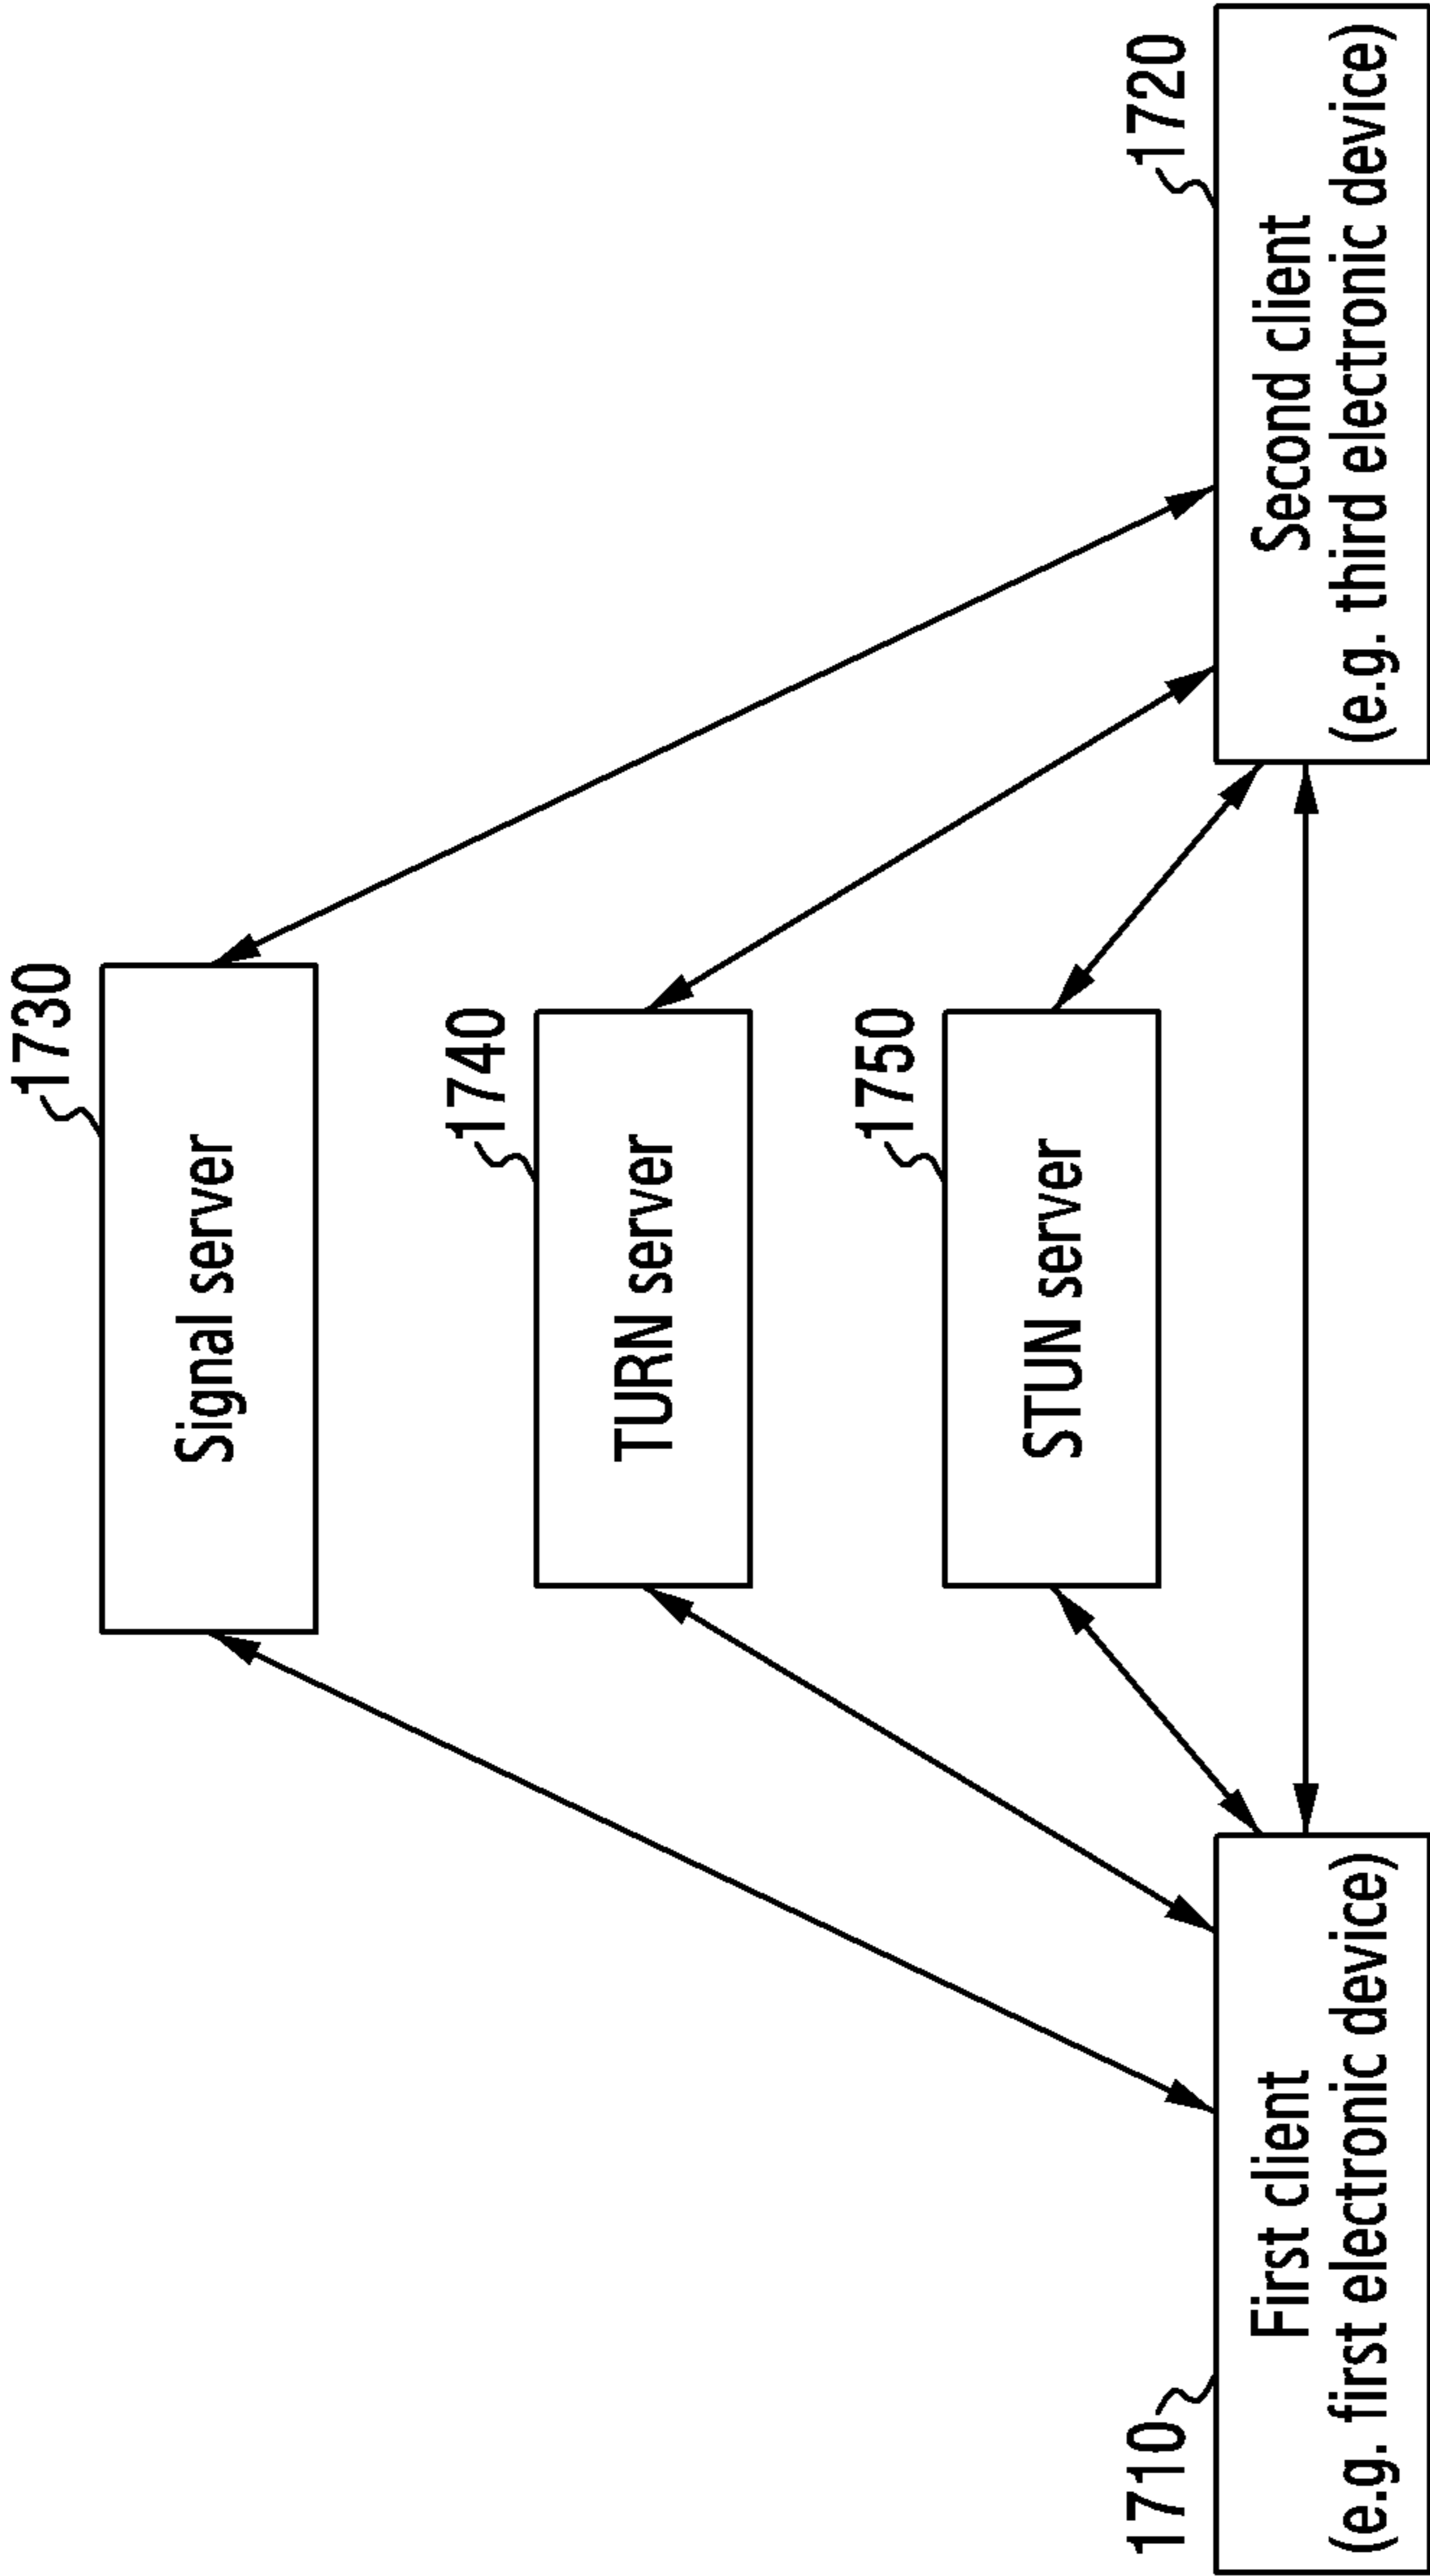 1730
Signal server
1740
TURN server
1750
STUN server
1710
First client
(e.g. first electronic device)
1720
Second client
(e.g. third electronic device)